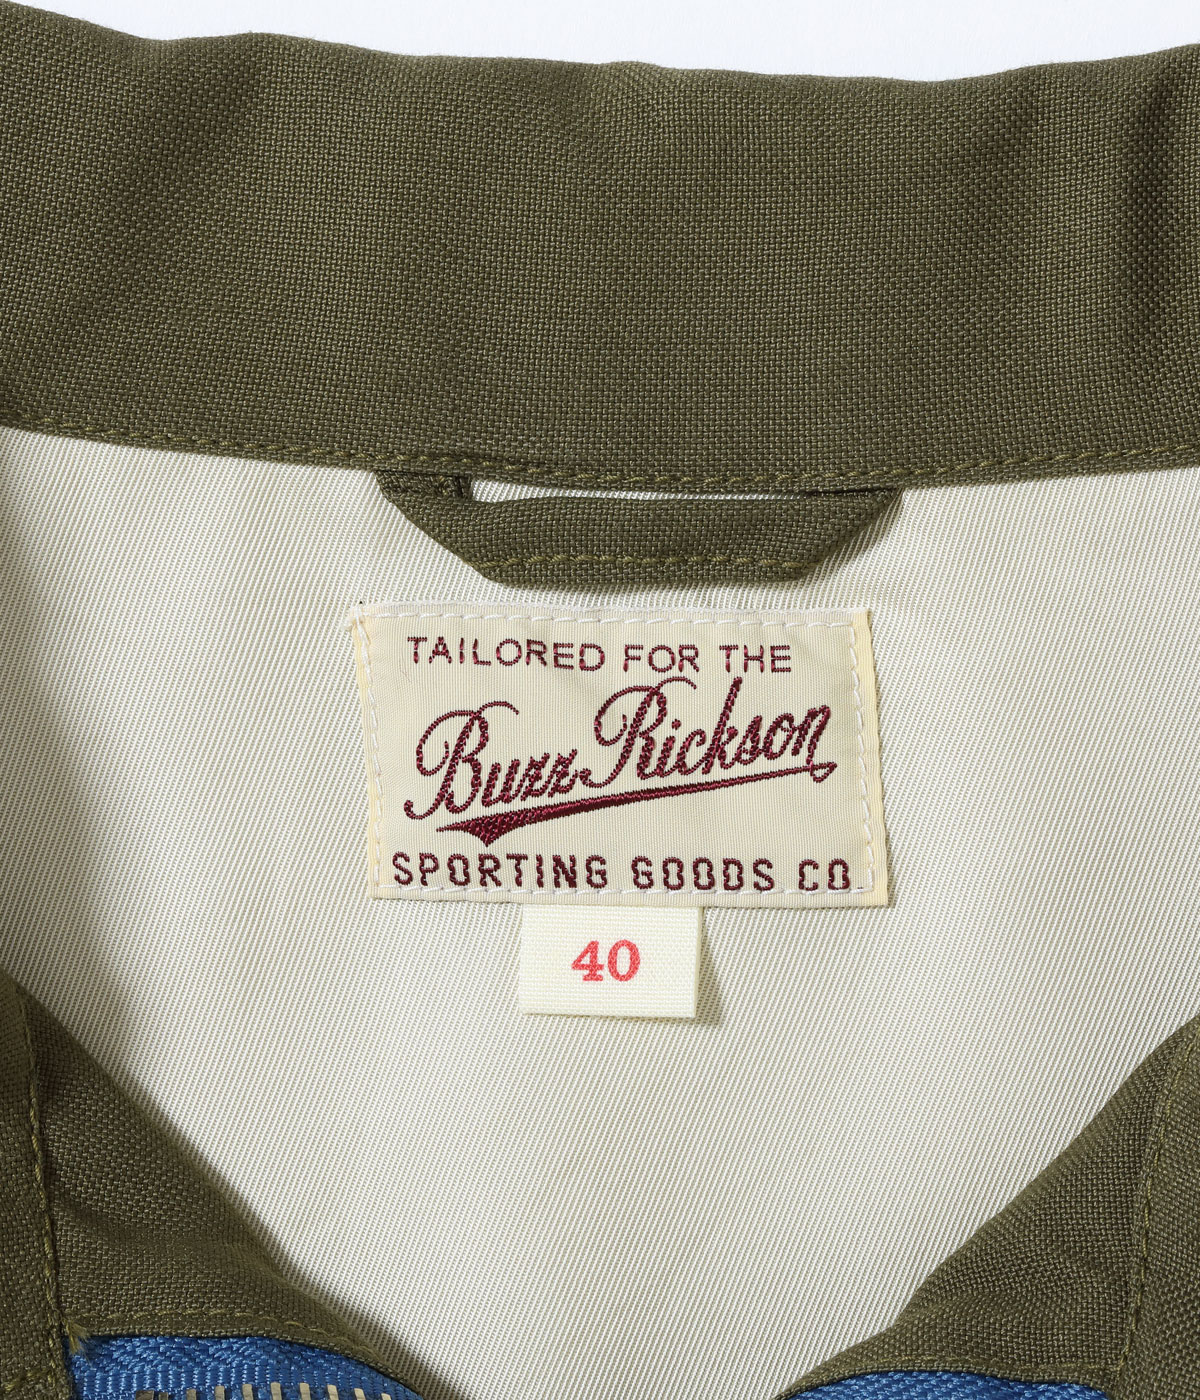 TAILORED FOR THE
Buzz Rickson
SPORTING GOODS CO.
40